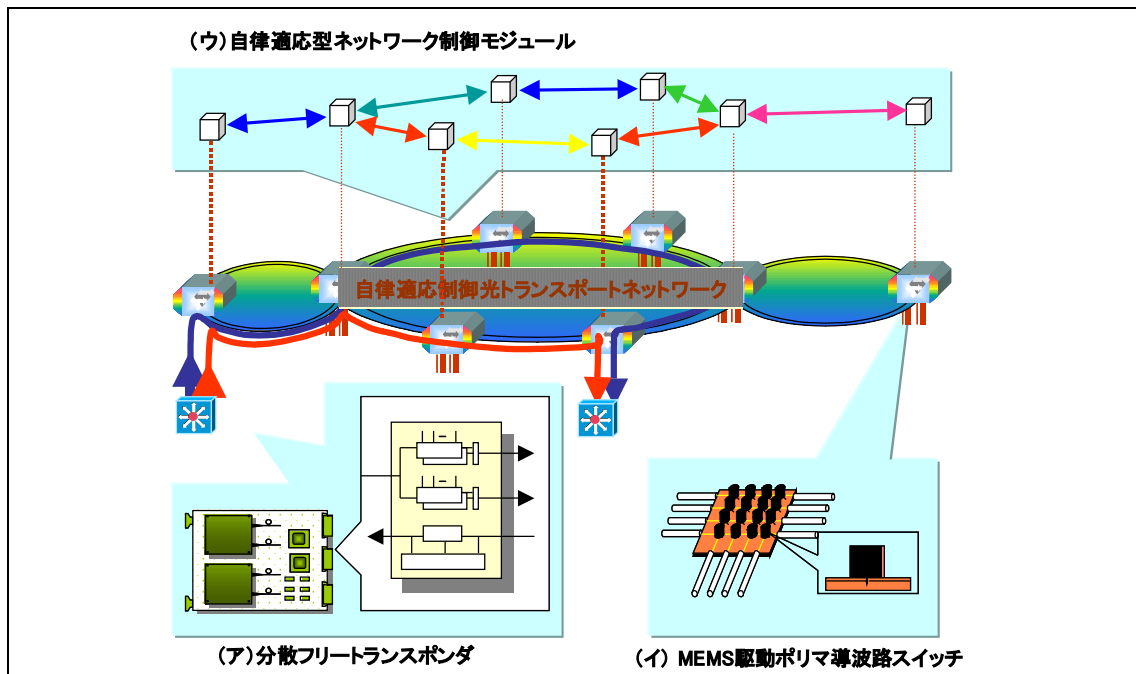 (ウ)自律適応型ネットワーク制御モジュール
自律適応制御光トランスポートネットワーク
(ア)分散フリートランスポンダ
(イ) MEMS駆動ポリマ導波路スイッチ